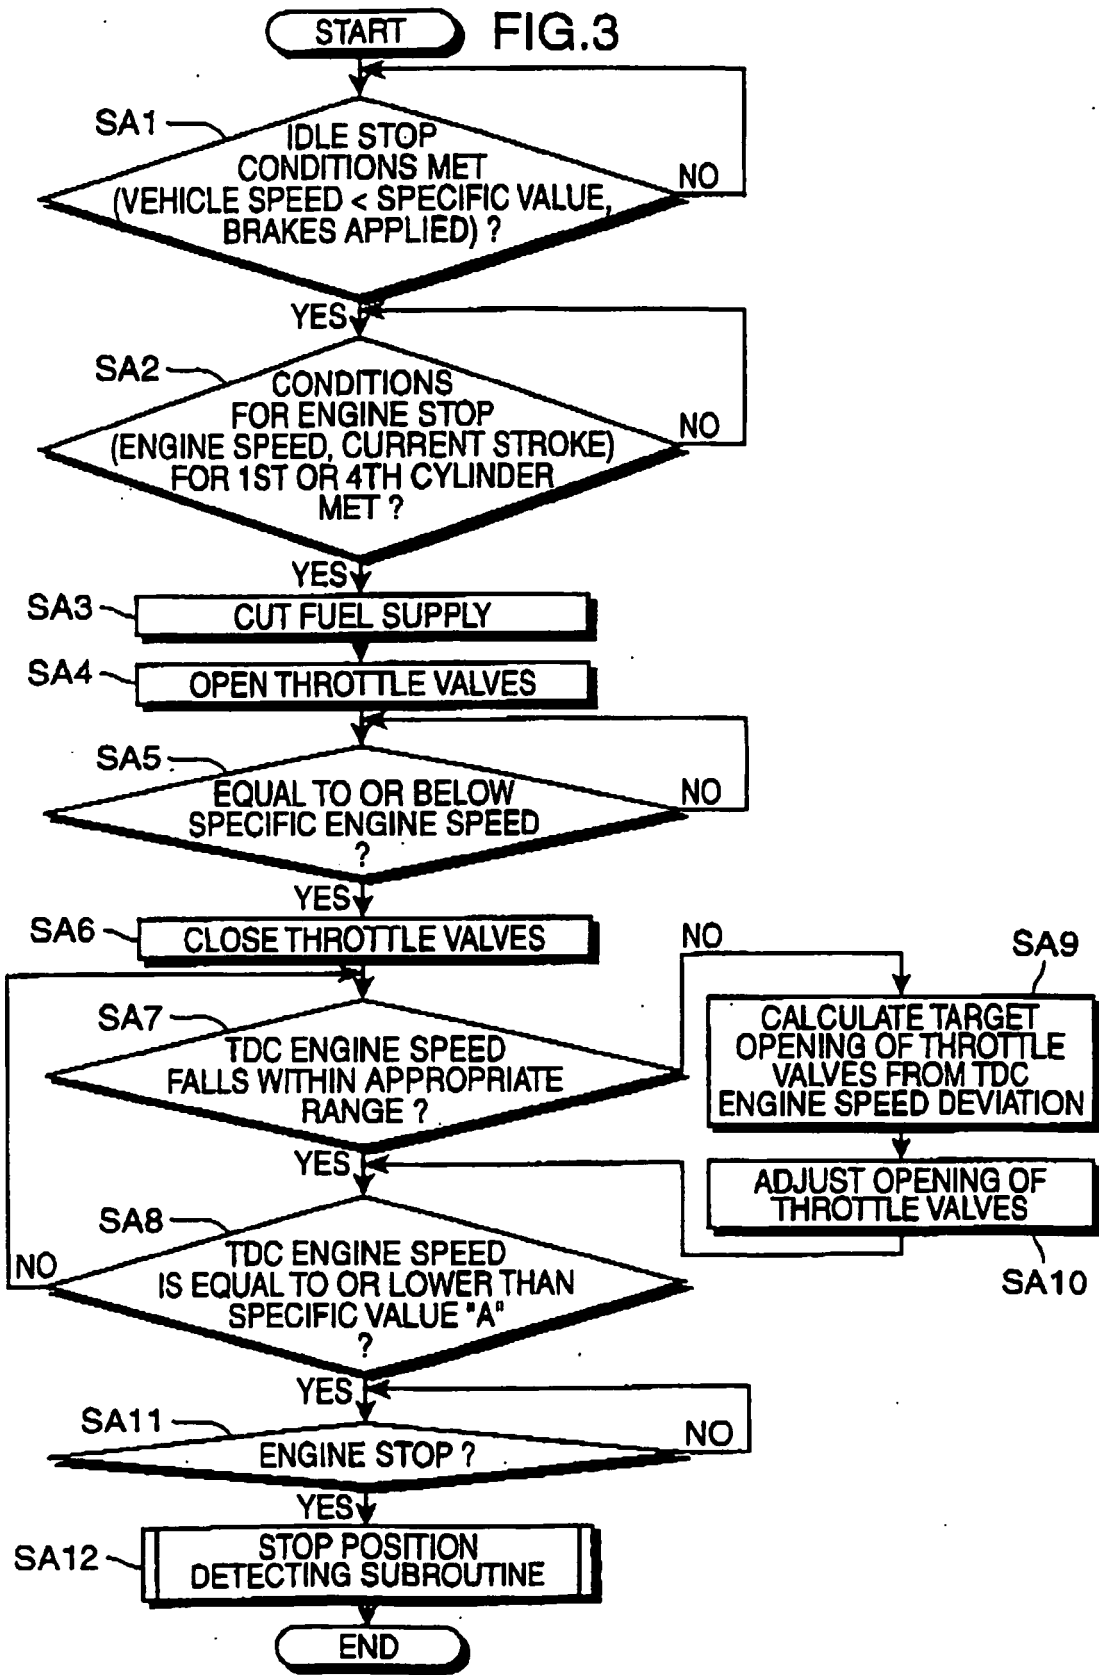 START
FIG.3
SA1
IDLE STOP
CONDITIONS MET
(VEHICLE SPEED < SPECIFIC VALUE,
BRAKES APPLIED) ?
NO
YES
SA2
CONDITIONS
FOR ENGINE STOP
(ENGINE SPEED, CURRENT STROKE)
FOR 1ST OR 4TH CYLINDER
MET ?
NO
YES
SA3
CUT FUEL SUPPLY
SA4
OPEN THROTTLE VALVES
SA5
EQUAL TO OR BELOW
SPECIFIC ENGINE SPEED
?
NO
YES
SA6
CLOSE THROTTLE VALVES
SA7
TDC ENGINE SPEED
FALLS WITHIN APPROPRIATE
RANGE ?
NO
SA9
CALCULATE TARGET
OPENING OF THROTTLE
VALVES FROM TDC
ENGINE SPEED DEVIATION
YES
ADJUST OPENING OF
THROTTLE VALVES
SA10
SA8
TDC ENGINE SPEED
IS EQUAL TO OR LOWER THAN
SPECIFIC VALUE "A"
?
NO
YES
SA11
ENGINE STOP ?
NO
YES
SA12
STOP POSITION
DETECTING SUBROUTINE
END